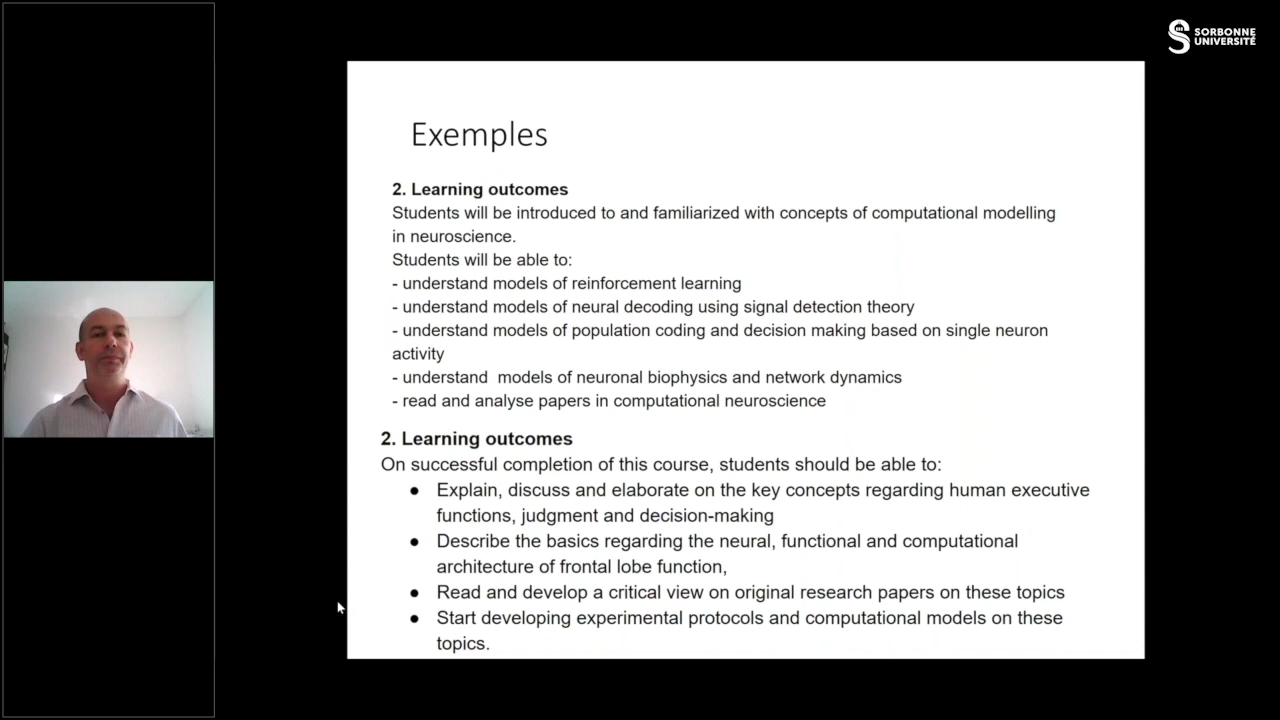 SORBONNE
UNIVERSITÉ
Exemples
2. Learning outcomes
Students will be introduced to and familiarized with concepts of computational modelling
in neuroscience.
Students will be able to:
- understand models of reinforcement learning
- understand models of neural decoding using signal detection theory
- understand models of population coding and decision making based on single neuron
activity
- understand  models of neuronal biophysics and network dynamics
- read and analyse papers in computational neuroscience
2. Learning outcomes
On successful completion of this course, students should be able to:
● Explain, discuss and elaborate on the key concepts regarding human executive
functions, judgment and decision-making
● Describe the basics regarding the neural, functional and computational
architecture of frontal lobe function,
● Read and develop a critical view on original research papers on these topics
● Start developing experimental protocols and computational models on these
topics.